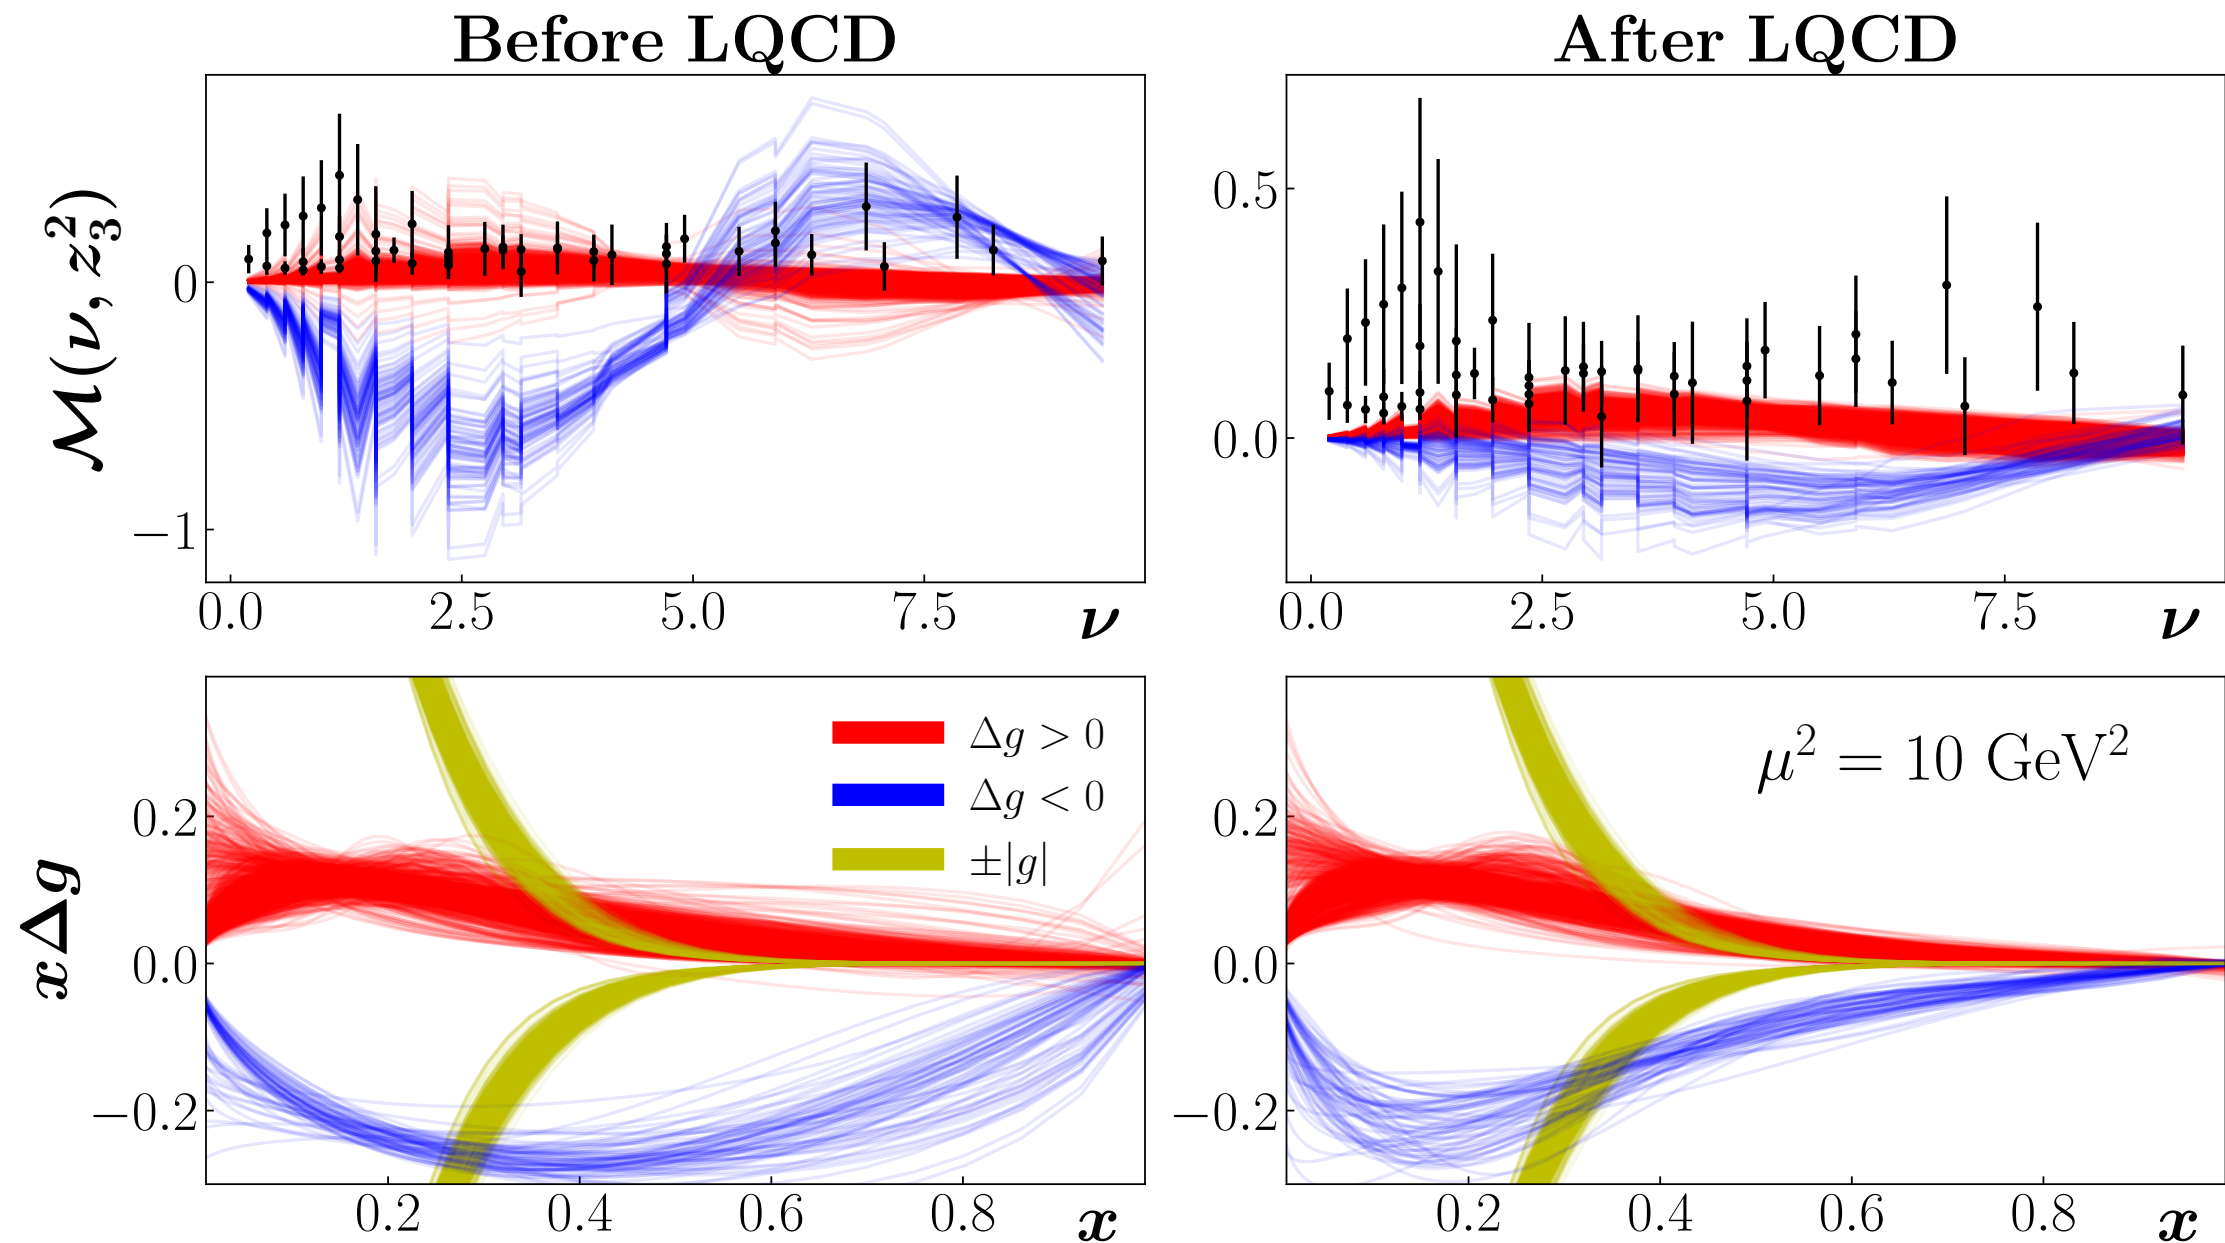 Before LQCD
After LQCD
𝓜(ν, z₃²)
0
−1
0.0 2.5 5.0 7.5 ν
0.5
0.0
0.0 2.5 5.0 7.5 ν
xΔg
0.2
0.0
−0.2
Δg > 0
Δg < 0
±|g|
0.2 0.4 0.6 0.8 x
μ² = 10 GeV²
0.2
0.0
−0.2
0.2 0.4 0.6 0.8 x